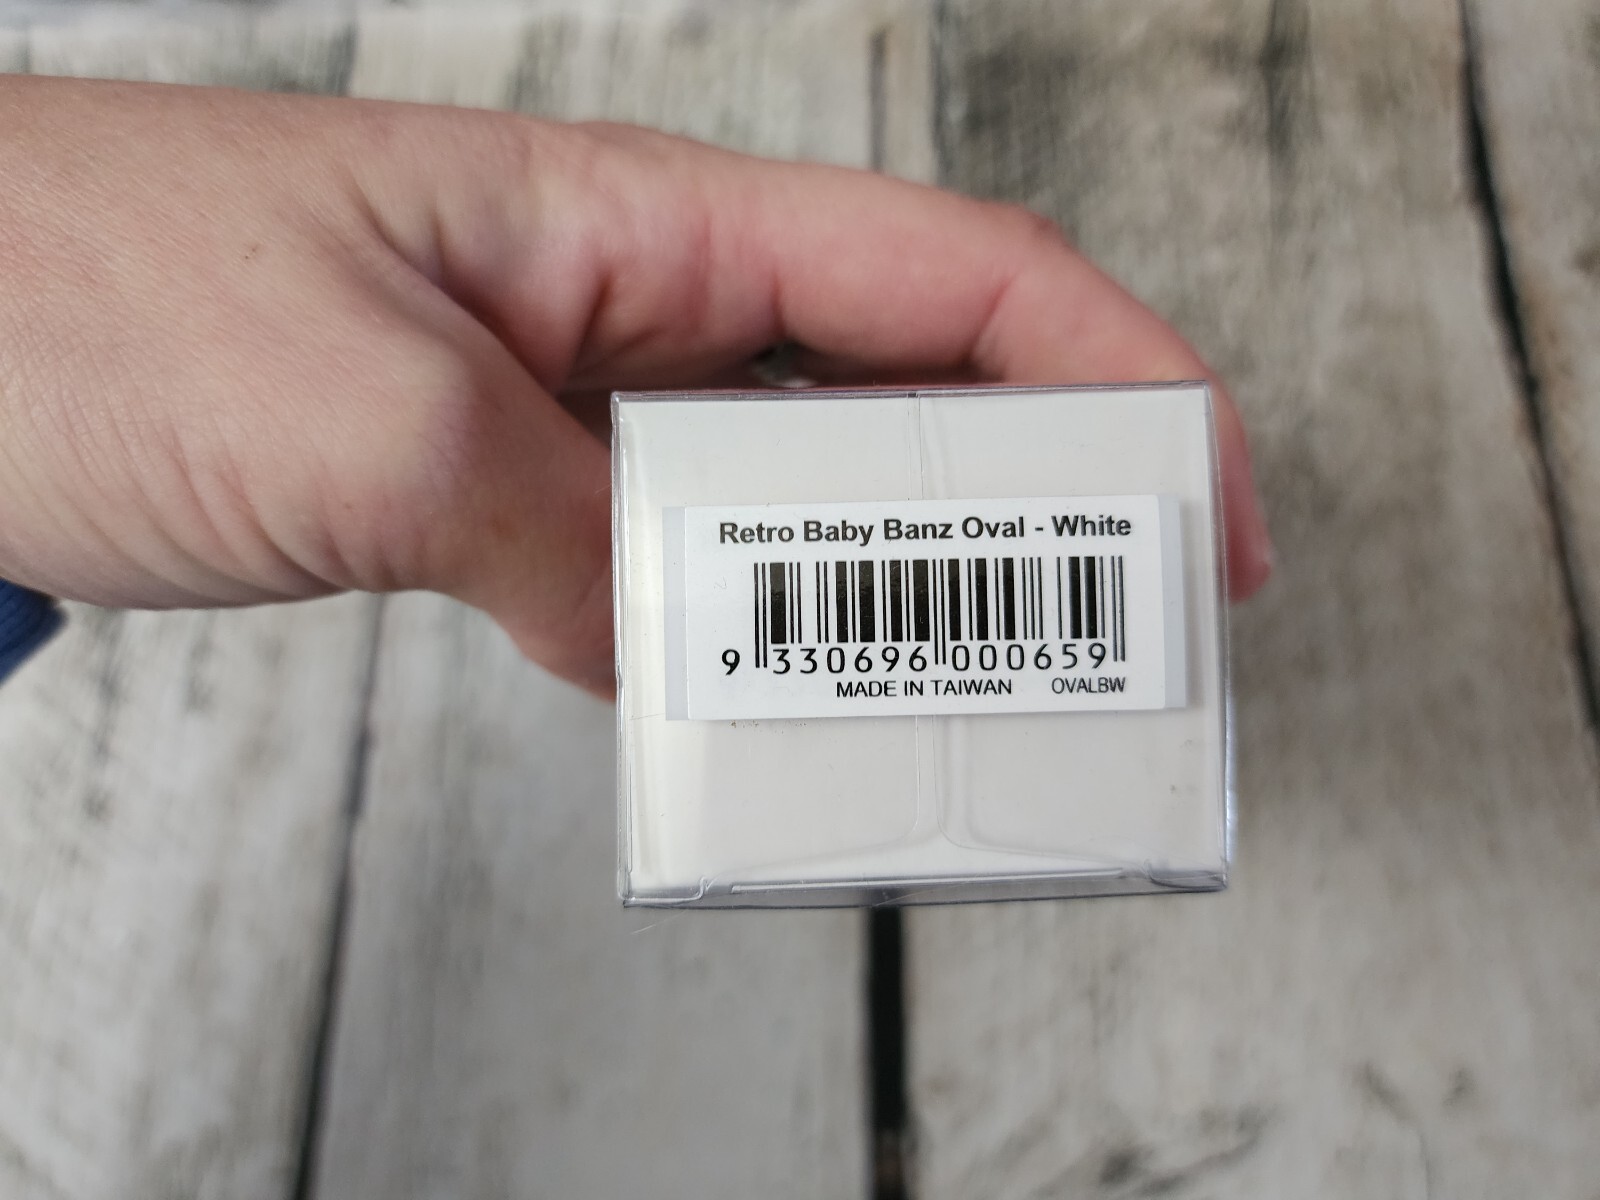 Retro Baby Banz Oval - White
9 330696 000659
MADE IN TAIWAN OVALBW